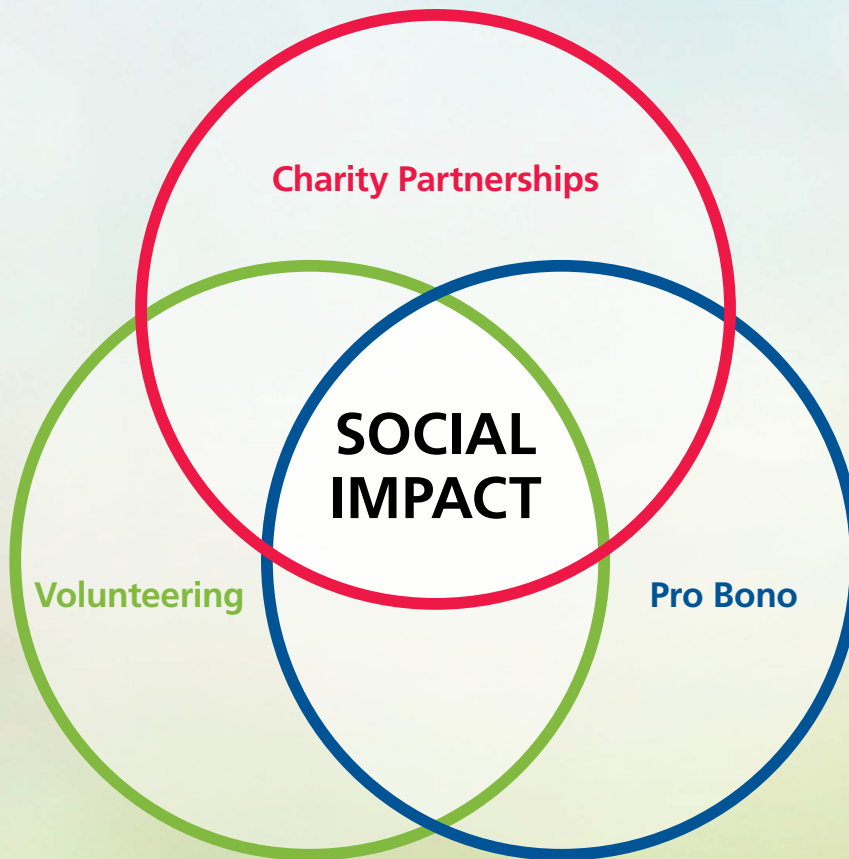 Charity Partnerships
SOCIAL
IMPACT
Volunteering
Pro Bono